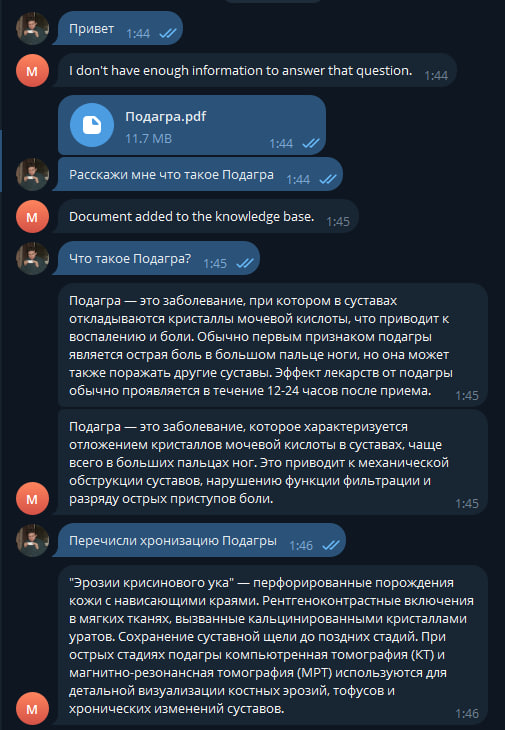 Привет 1:44
M
I don't have enough information to answer that question. 1:44
Подагра.pdf
11.7 MB
1:44
Расскажи мне что такое Подагра 1:44
M
Document added to the knowledge base. 1:45
Что такое Подагра? 1:45
Подагра — это заболевание, при котором в суставах
откладываются кристаллы мочевой кислоты, что приводит к
воспалению и боли. Обычно первым признаком подагры
является острая боль в большом пальце ноги, но она может
также поражать другие суставы. Эффект лекарств от подагры
обычно проявляется в течение 12-24 часов после приема. 1:45
Подагра — это заболевание, которое характеризуется
отложением кристаллов мочевой кислоты в суставах, чаще
всего в больших пальцах ног. Это приводит к механической
обструкции суставов, нарушению функции фильтрации и
разряду острых приступов боли. 1:45
M
Перечисли хронизацию Подагры 1:46
"Эрозии крисинового ука" — перфорированные порождения
кожи с нависающими краями. Рентгеноконтрастные включения
в мягких тканях, вызванные кальцинированными кристаллами
уратов. Сохранение суставной щели до поздних стадий. При
острых стадиях подагры компьютренная томография (КТ) и
магнитно-резонансная томография (МРТ) используются для
детальной визуализации костных эрозий, тофусов и
хронических изменений суставов. 1:46
M